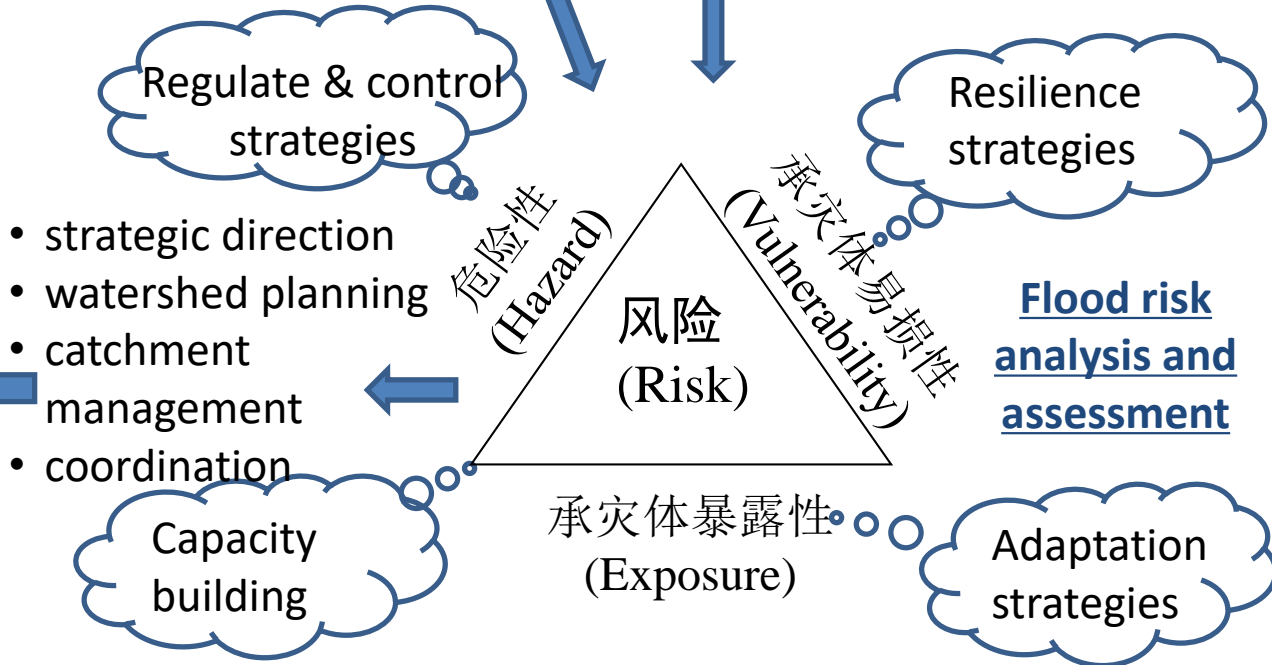 Regulate & control
strategies
Resilience
strategies
• strategic direction
• watershed planning
• catchment
management
• coordination
危险性
(Hazard)
风险
(Risk)
承灾体易损性
(Vulnerability)
Flood risk
analysis and
assessment
Capacity
building
承灾体暴露性
(Exposure)
Adaptation
strategies